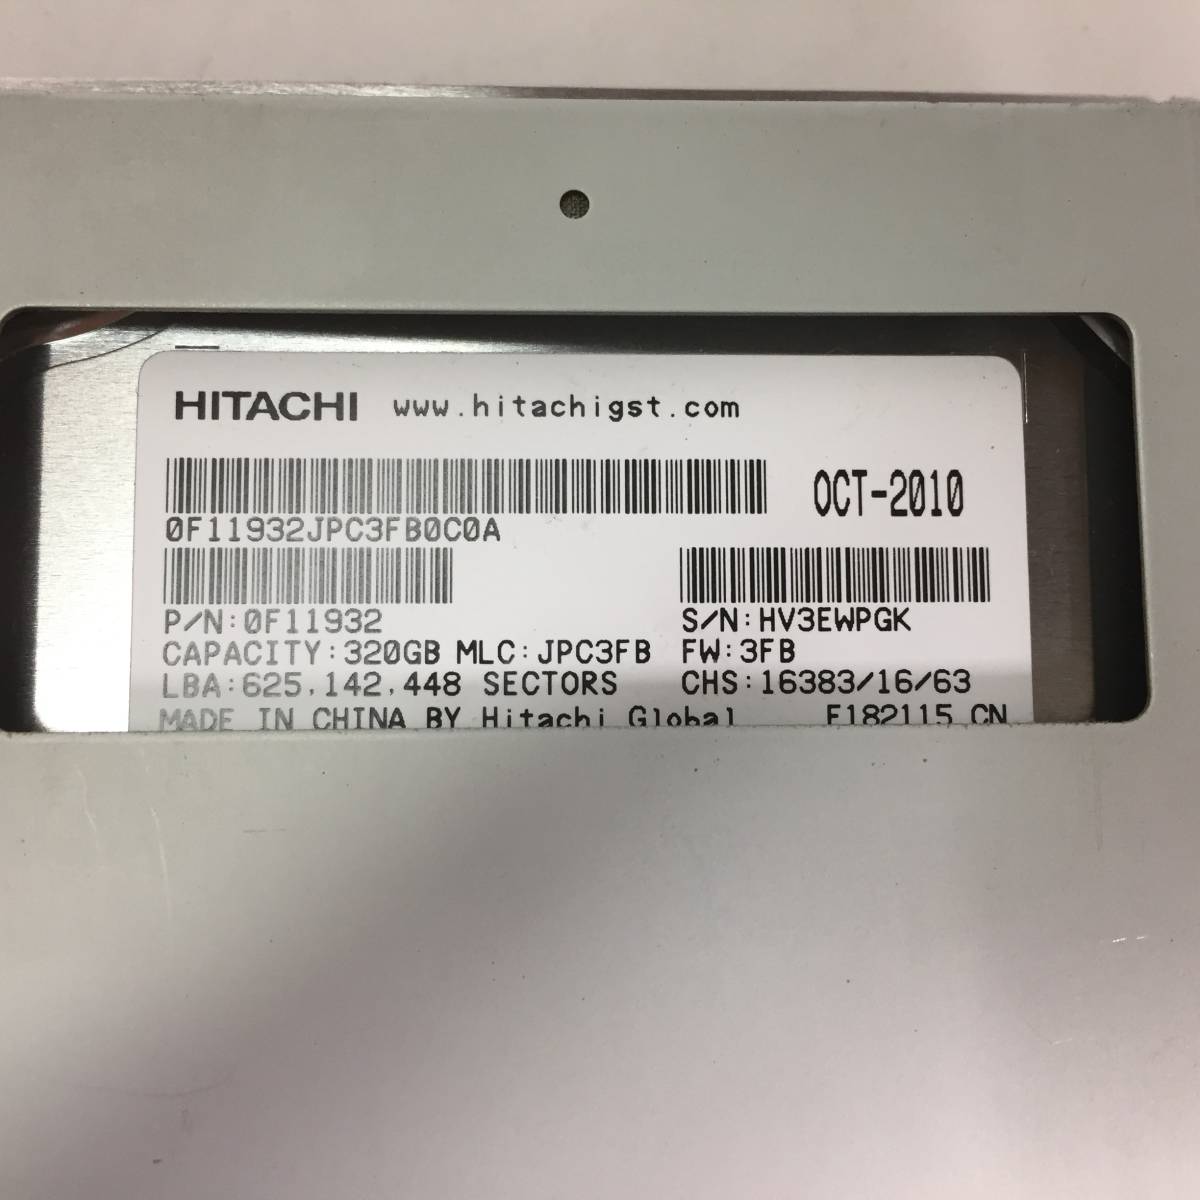 HITACHI www.hitachigst.com
OCT-2010
0F11932JPC3FB0C0A
P/N:0F11932 S/N:HV3EWPGK
CAPACITY:320GB MLC:JPC3FB FW:3FB
LBA:625,142,448 SECTORS CHS:16383/16/63
MADE IN CHINA BY Hitachi Global E182115 CN